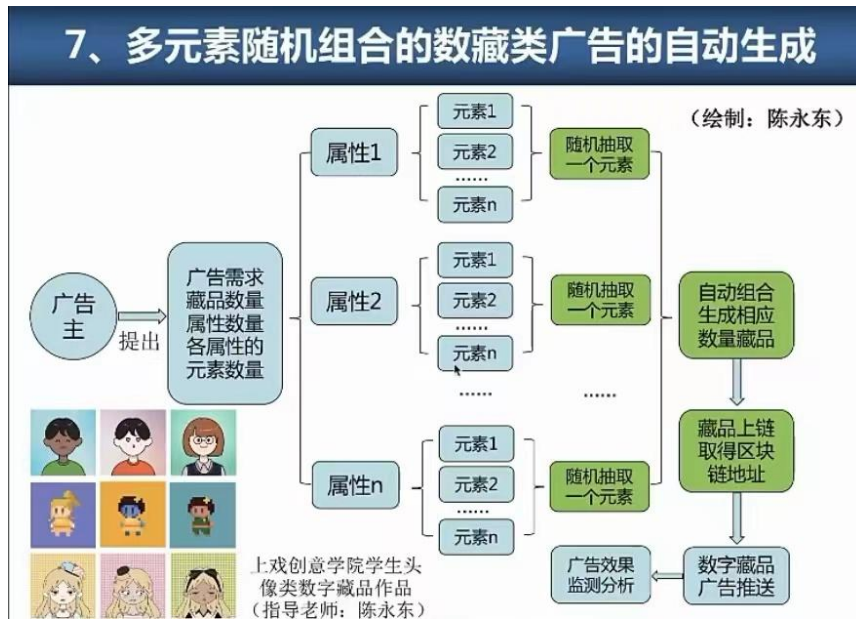 7、多元素随机组合的数藏类广告的自动生成
（绘制：陈永东）
广告
主
提出
广告需求
藏品数量
属性数量
各属性的
元素数量
属性1
元素1
元素2
……
元素n
随机抽取
一个元素
属性2
元素1
元素2
……
元素n
随机抽取
一个元素
……
……
属性n
元素1
元素2
……
元素n
随机抽取
一个元素
自动组合
生成相应
数量藏品
藏品上链
取得区块
链地址
数字藏品
广告推送
广告效果
监测分析
上戏创意学院学生头
像类数字藏品作品
（指导老师：陈永东）